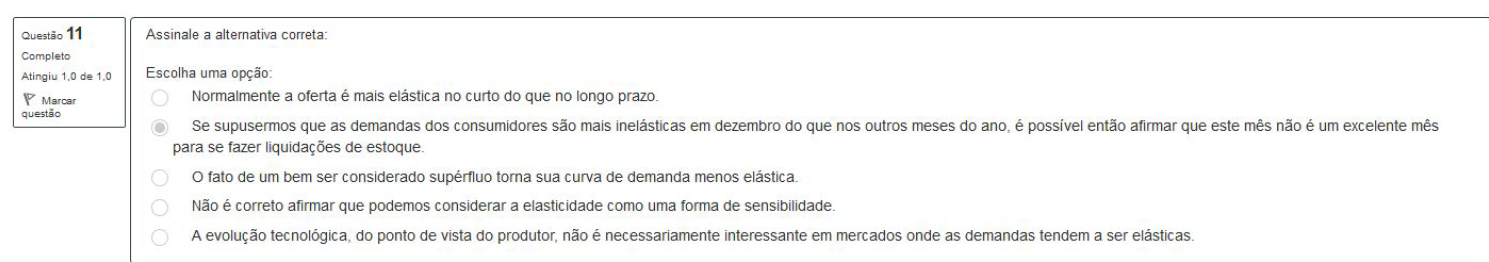 Questão 11
Completo
Atingiu 1,0 de 1,0
Marcar
questão
Assinale a alternativa correta:
Escolha uma opção:
Normalmente a oferta é mais elástica no curto do que no longo prazo.
Se supusermos que as demandas dos consumidores são mais inelásticas em dezembro do que nos outros meses do ano, é possível então afirmar que este mês não é um excelente mês
para se fazer liquidações de estoque.
O fato de um bem ser considerado supérfluo torna sua curva de demanda menos elástica.
Não é correto afirmar que podemos considerar a elasticidade como uma forma de sensibilidade.
A evolução tecnológica, do ponto de vista do produtor, não é necessariamente interessante em mercados onde as demandas tendem a ser elásticas.